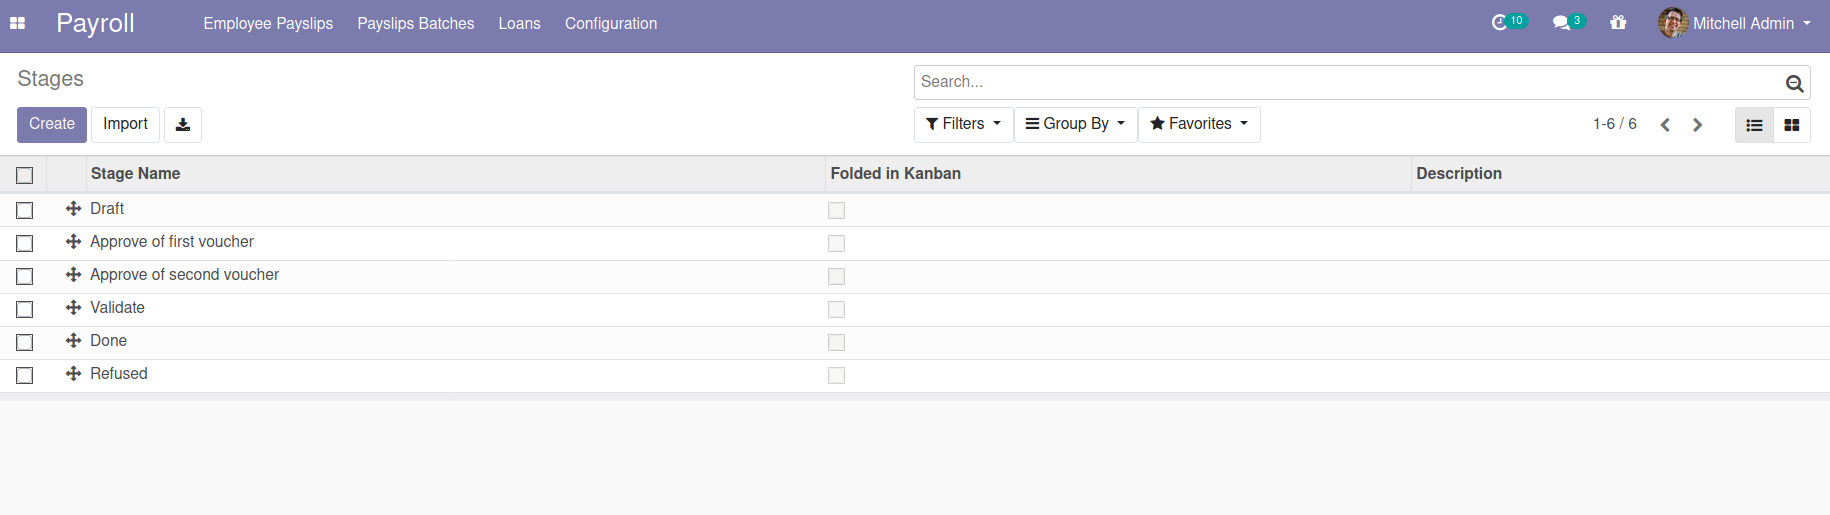 Payroll Employee Payslips Payslips Batches Loans Configuration 10 3 Mitchell Admin
Stages Search...
Create Import Filters Group By Favorites 1-6 / 6
Stage Name Folded in Kanban Description
Draft
Approve of first voucher
Approve of second voucher
Validate
Done
Refused